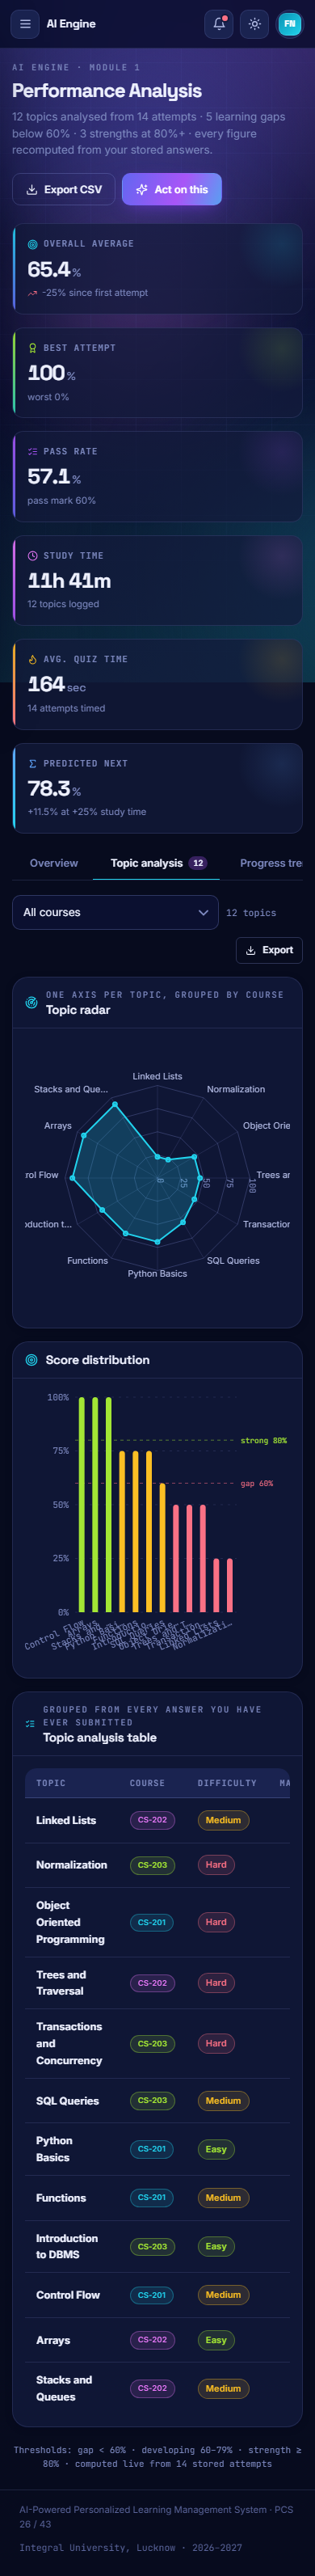 AI Engine
FN
AI ENGINE · MODULE 1
Performance Analysis
12 topics analysed from 14 attempts · 5 learning gaps
below 60% · 3 strengths at 80%+ · every figure
recomputed from your stored answers.
Export CSV
Act on this
OVERALL AVERAGE
65.4%
-25% since first attempt
BEST ATTEMPT
100%
worst 0%
PASS RATE
57.1%
pass mark 60%
STUDY TIME
11h 41m
12 topics logged
AVG. QUIZ TIME
164 sec
14 attempts timed
PREDICTED NEXT
78.3%
+11.5% at +25% study time
Overview
Topic analysis 12
Progress tre
All courses
12 topics
Export
ONE AXIS PER TOPIC, GROUPED BY COURSE
Topic radar
Linked Lists
Stacks and Que...
Normalization
Arrays
Object Orie
rol Flow
Trees ar
0 25 50 75 100
oduction t...
Transaction
Functions
SQL Queries
Python Basics
Score distribution
100%
strong 80%
75%
gap 60%
50%
25%
0%
Control Flow
Normalizati…
GROUPED FROM EVERY ANSWER YOU HAVE
EVER SUBMITTED
Topic analysis table
TOPIC COURSE DIFFICULTY MA
Linked Lists CS-202 Medium
Normalization CS-203 Hard
Object
Oriented
Programming
CS-201 Hard
Trees and
Traversal
CS-202 Hard
Transactions
and
Concurrency
CS-203 Hard
SQL Queries CS-203 Medium
Python
Basics
CS-201 Easy
Functions CS-201 Medium
Introduction
to DBMS
CS-203 Easy
Control Flow CS-201 Medium
Arrays CS-202 Easy
Stacks and
Queues
CS-202 Medium
Thresholds: gap < 60% · developing 60–79% · strength ≥
80% · computed live from 14 stored attempts
AI-Powered Personalized Learning Management System · PCS
26 / 43
Integral University, Lucknow · 2026-2027